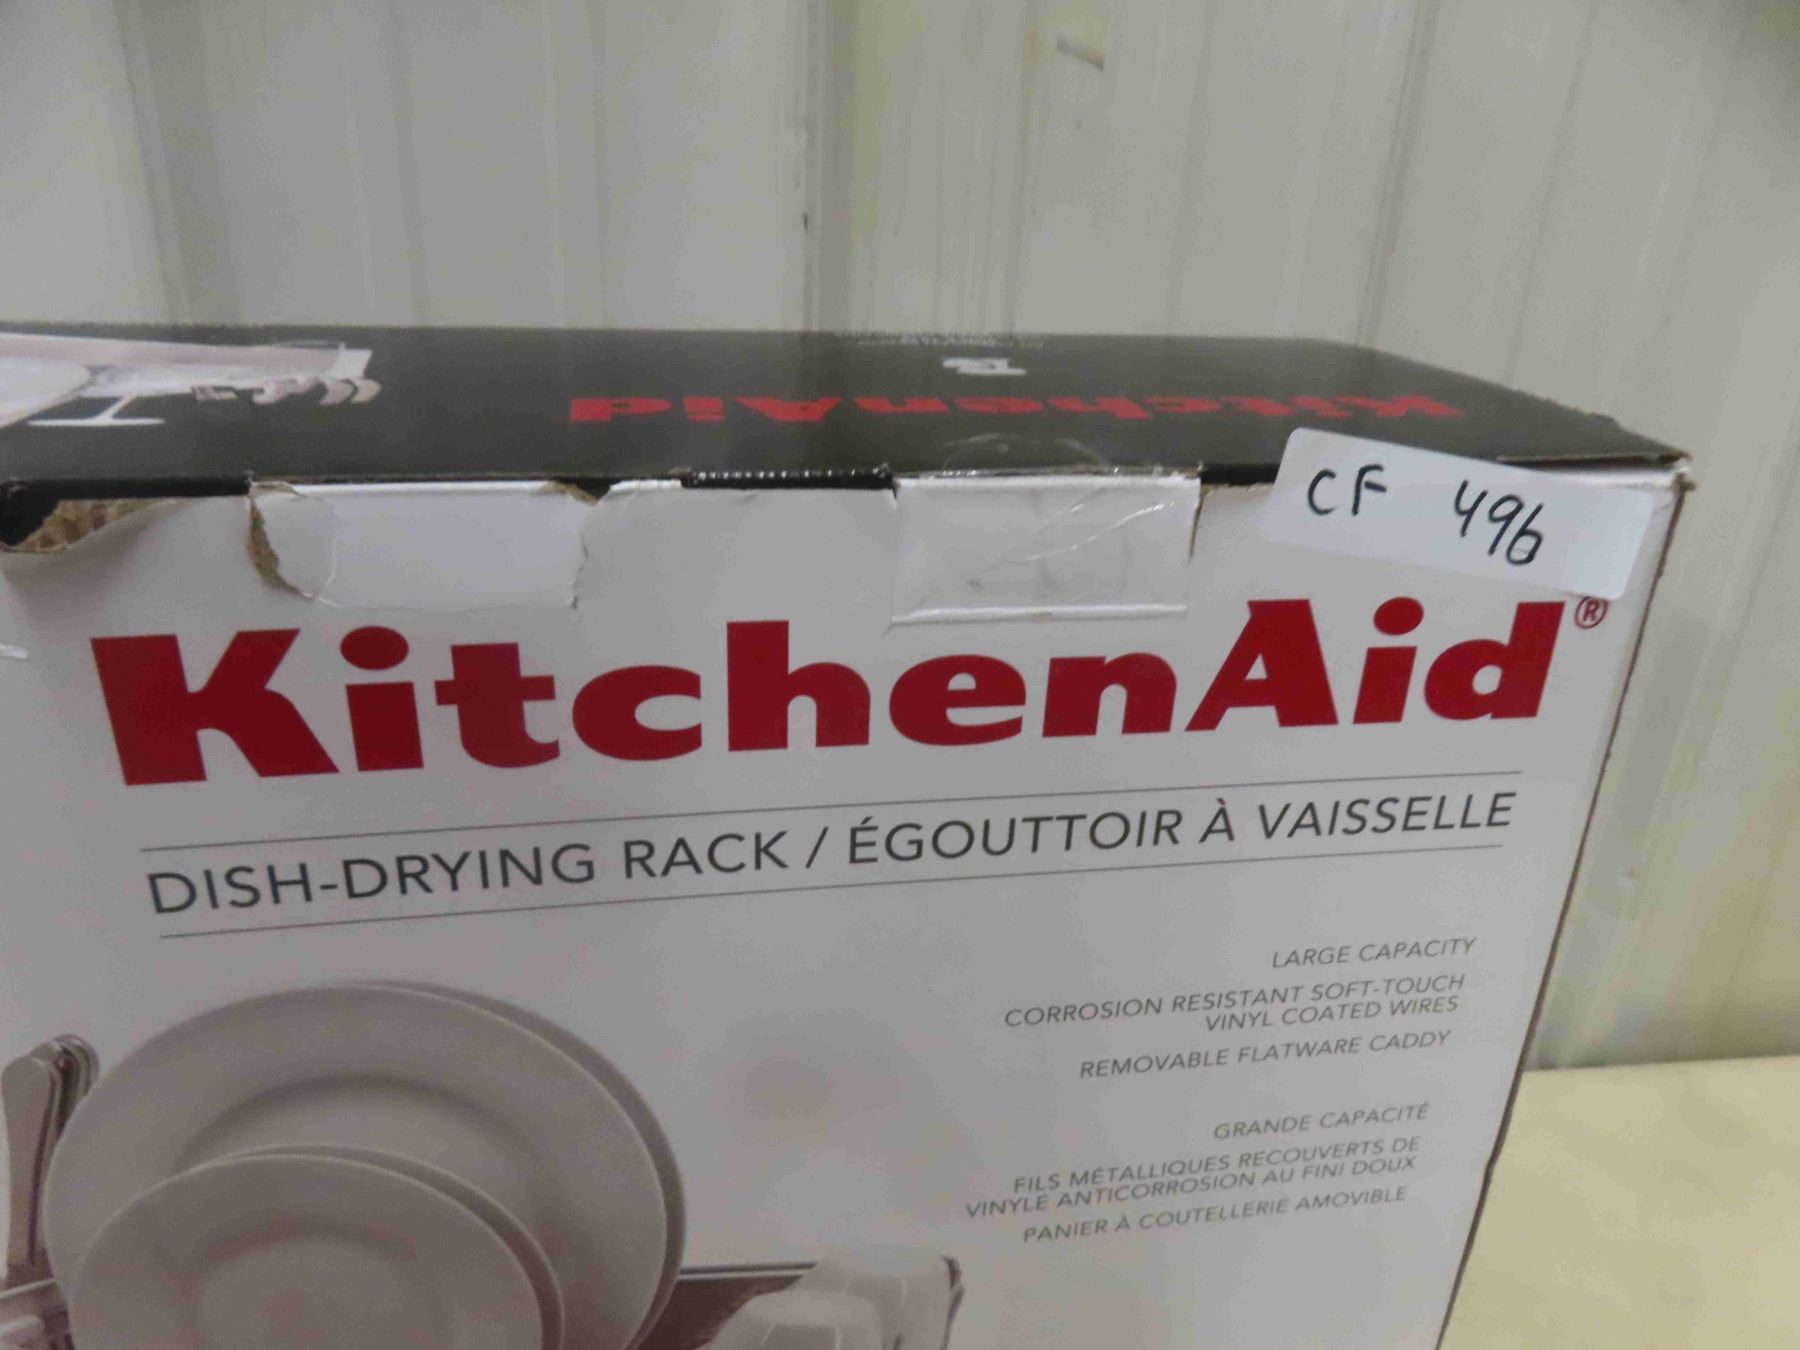 KitchenAid
CF 496
KitchenAid®
DISH-DRYING RACK / ÉGOUTTOIR À VAISSELLE
LARGE CAPACITY
CORROSION RESISTANT SOFT-TOUCH
VINYL COATED WIRES
REMOVABLE FLATWARE CADDY
GRANDE CAPACITÉ
FILS MÉTALLIQUES RECOUVERTS DE
VINYLE ANTICORROSION AU FINI DOUX
PANIER À COUTELLERIE AMOVIBLE